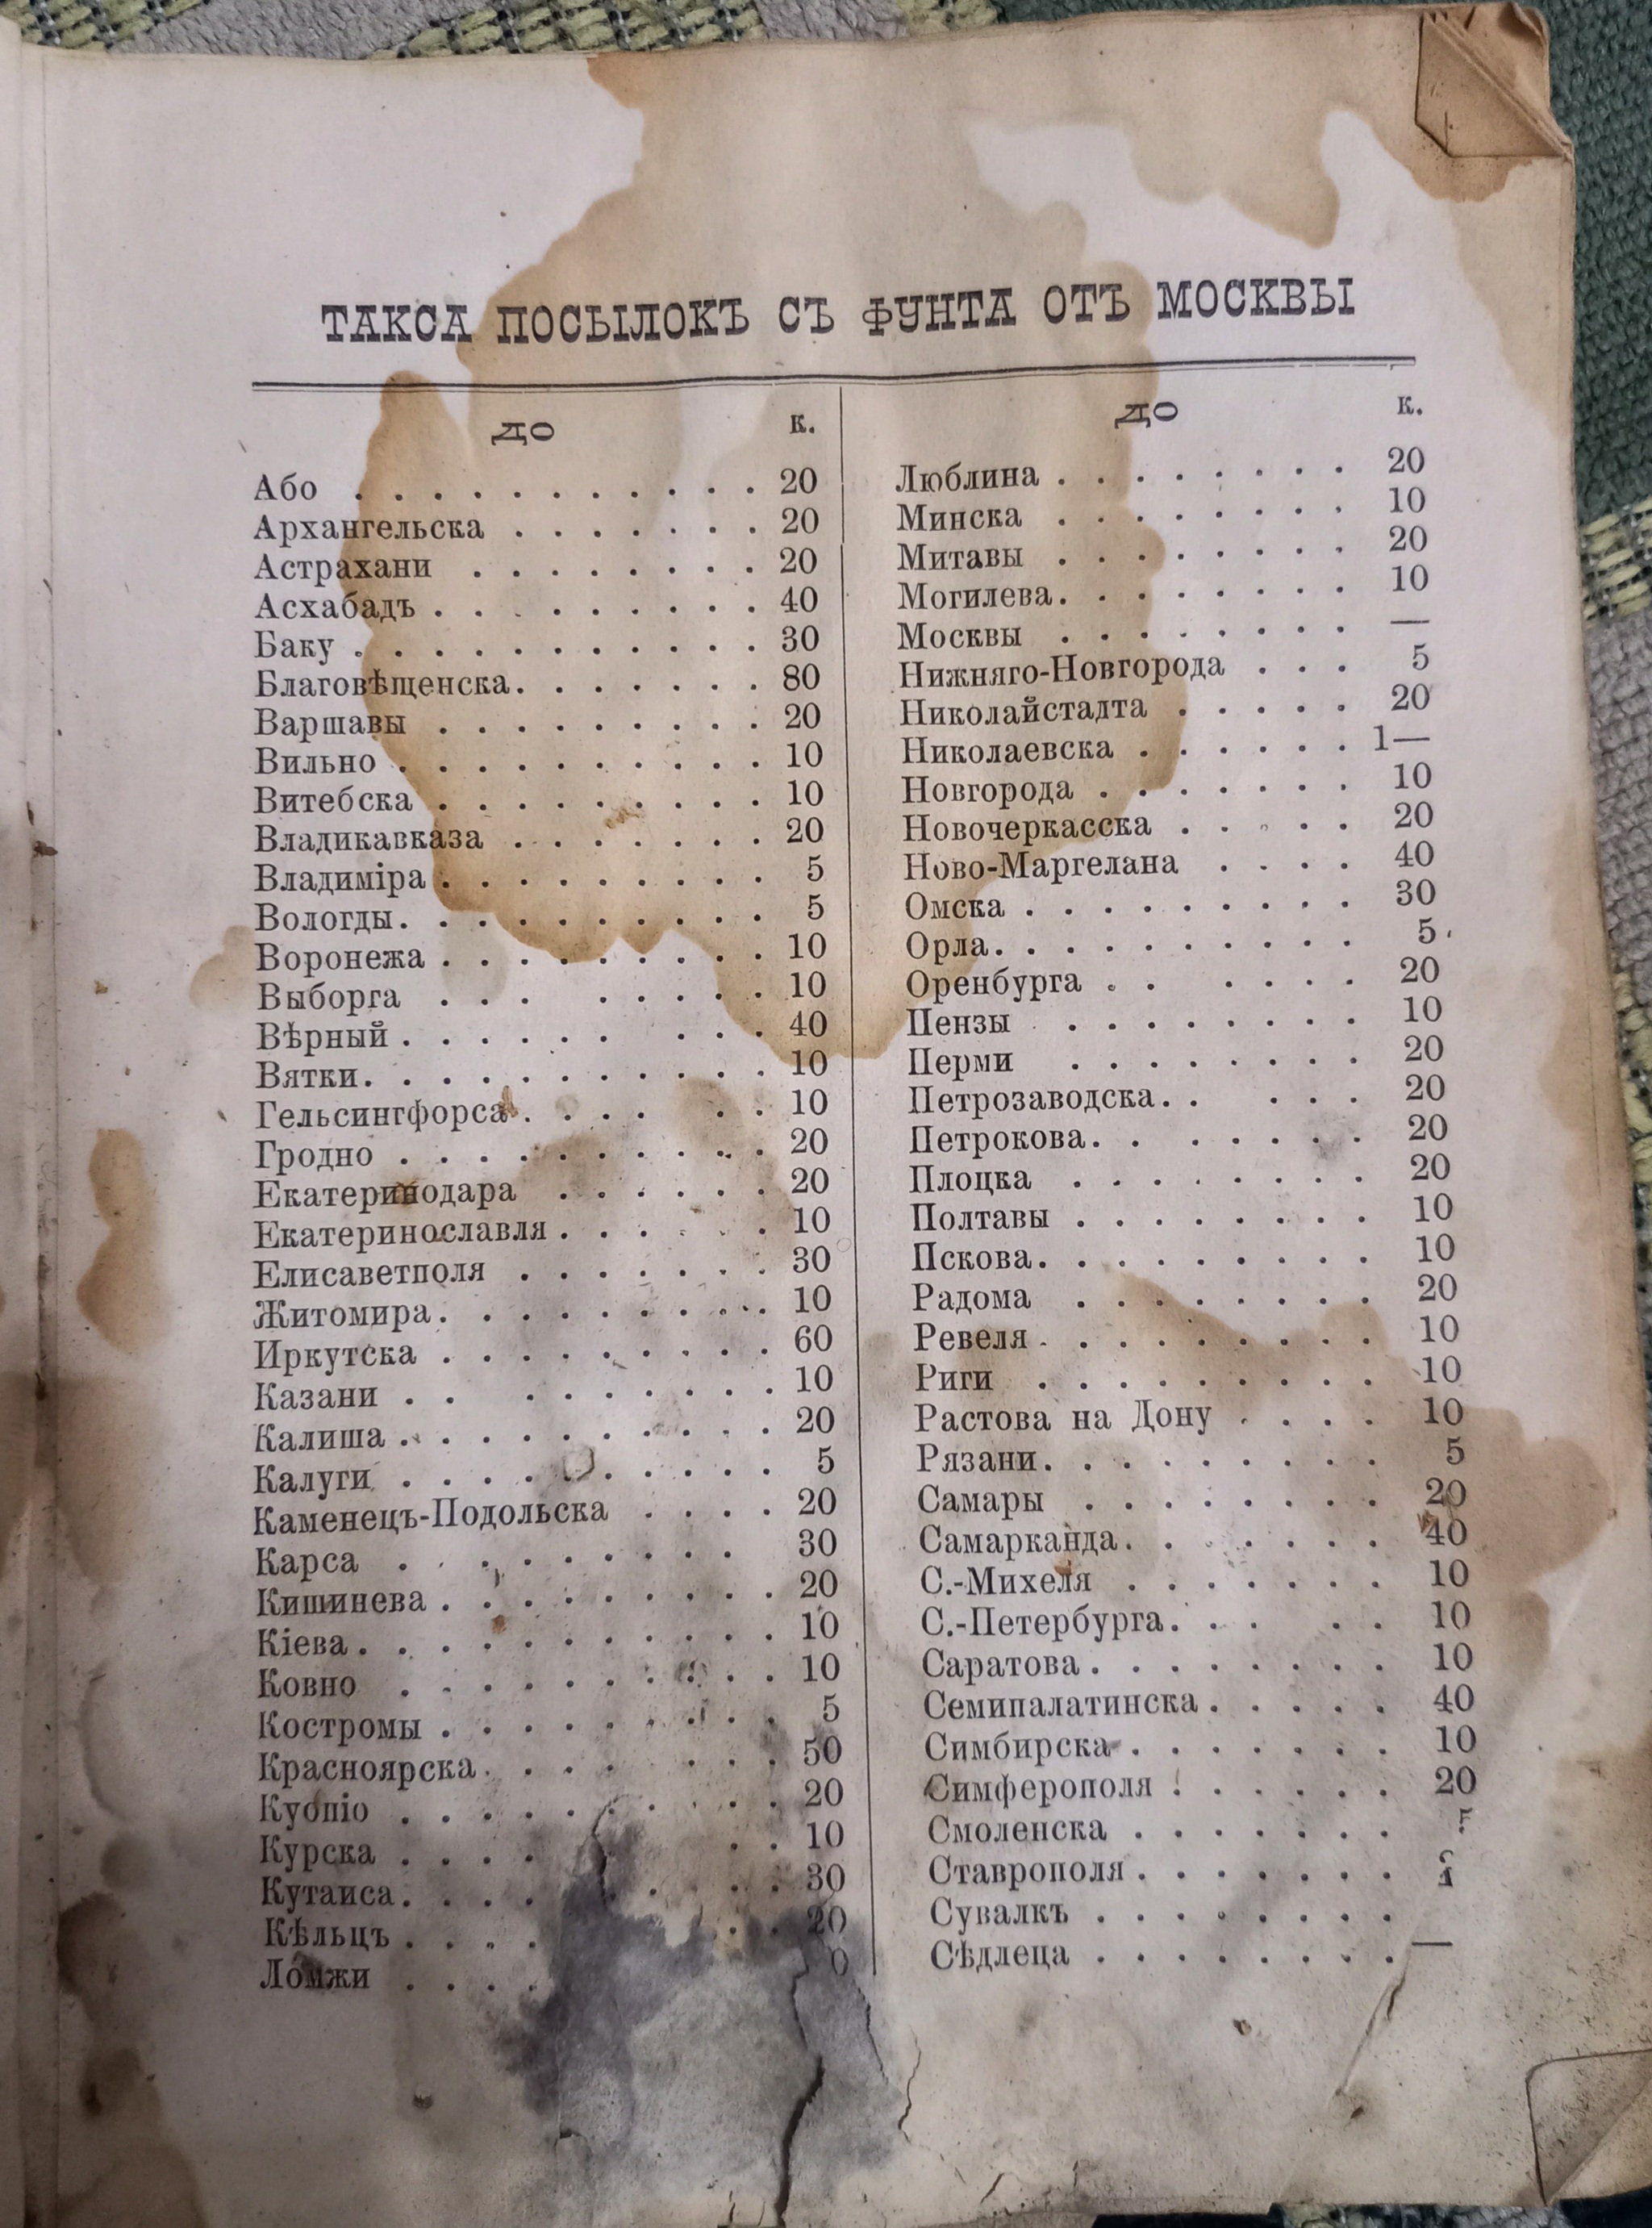 ТАКСА ПОСЫЛОКЪ СЪ ФУНТА ОТЪ МОСКВЫ
ДО к.
Або . . . . . . . . . . . 20
Архангельска . . . . . . . 20
Астрахани . . . . . . . . 20
Асхабадъ . . . . . . . . . 40
Баку . . . . . . . . . . . 30
Благовѣщенска . . . . . . . 80
Варшавы . . . . . . . . . 20
Вильно . . . . . . . . . . 10
Витебска . . . . . . . . . 10
Владикавказа . . . . . . . 20
Владиміра . . . . . . . . . 5
Вологды . . . . . . . . . . 5
Воронежа . . . . . . . . . 10
Выборга . . . . . . . . 10
Вѣрный . . . . . . . . . 40
Вятки . . . . . . . . . . . 10
Гельсингфорса . . . . . . 10
Гродно . . . . . . . . . . 20
Екатеринодара . . . . . . 20
Екатеринославля . . . . . . 10
Елисаветполя . . . . . . . 30
Житомира . . . . . . . . . 10
Иркутска . . . . . . . . . 60
Казани . . . . . . . . . 10
Калиша . . . . . . . . . . 20
Калуги . . . . . . . . . . 5
Каменецъ-Подольска . . . . 20
Карса . . . . . . . . . 30
Кишинева . . . . . . . . . 20
Кіева . . . . . . . . . . . 10
Ковно . . . . . . . . . . 10
Костромы . . . . . . . . . 5
Красноярска . . . . . . . 50
Куопіо . . . . . . . . . . 20
Курска . . . . . . 10
Кутаиса . . . . . . . . 30
Кѣльцъ . . . . . . 20
Ломжи . . . .
ДО к.
Люблина . . . . . . . . 20
Минска . . . . . . . . 10
Митавы . . . . . . . . 20
Могилева . . . . . . . . 10
Москвы . . . . . . . . —
Нижняго-Новгорода . . . 5
Николайстадта . . . . . 20
Николаевска . . . . . . 1—
Новгорода . . . . . . . 10
Новочеркасска . . . . . 20
Ново-Маргелана . . . . 40
Омска . . . . . . . . . 30
Орла . . . . . . . . . . 5
Оренбурга . . . . . . 20
Пензы . . . . . . . . 10
Перми . . . . . . . . 20
Петрозаводска . . . . . 20
Петрокова . . . . . . . 20
Плоцка . . . . . . . . 20
Полтавы . . . . . . . . 10
Пскова . . . . . . . . . 10
Радома . . . . . . . . 20
Ревеля . . . . . . . . . 10
Риги . . . . . . . . . 10
Растова на Дону . . . . 10
Рязани . . . . . . . . . 5
Самары . . . . . . . . 20
Самарканда . . . . . . . 40
С.-Михеля . . . . . . . 10
С.-Петербурга . . . . . 10
Саратова . . . . . . . . 10
Семипалатинска . . . . . 40
Симбирска . . . . . . . 10
Симферополя . . . . . . 20
Смоленска . . . . . . .
Ставрополя . . . . . . .
Сувалкъ . . . . . . . .
Сѣдлеца . . . . . . . .